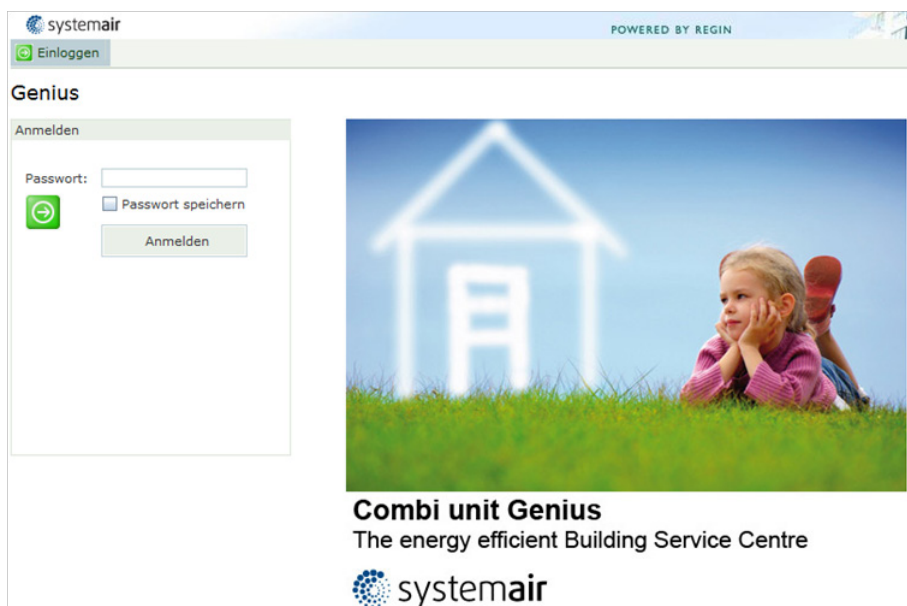 systemair
POWERED BY REGIN
Einloggen
Genius
Anmelden
Passwort:
Passwort speichern
Anmelden
Combi unit Genius
The energy efficient Building Service Centre
systemair